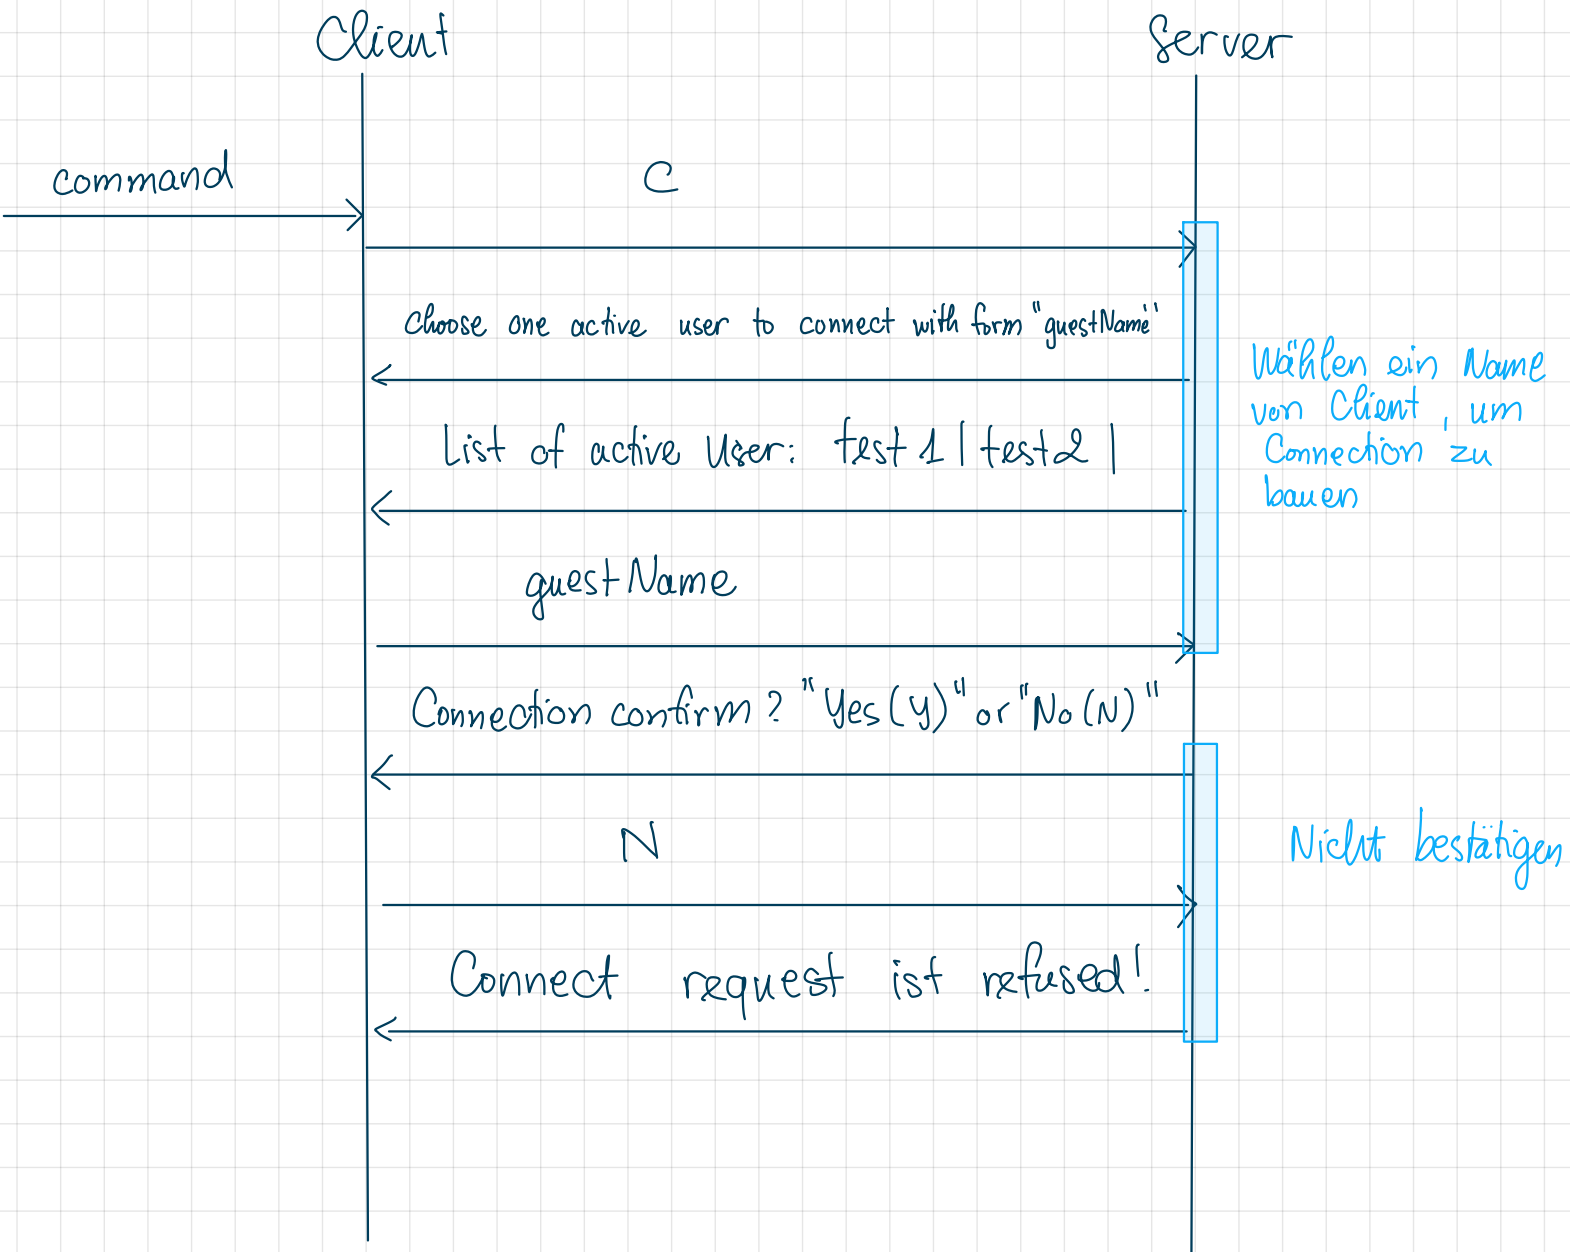 Client
Server
command
C
Choose one active user to connect with form "guestName"
Wählen ein Name
von Client, um
Connection zu
bauen
List of active User: test1 | test2 |
guestName
Connection confirm? "Yes(y)" or "No(N)"
N
Nicht bestätigen
Connect request ist refused!